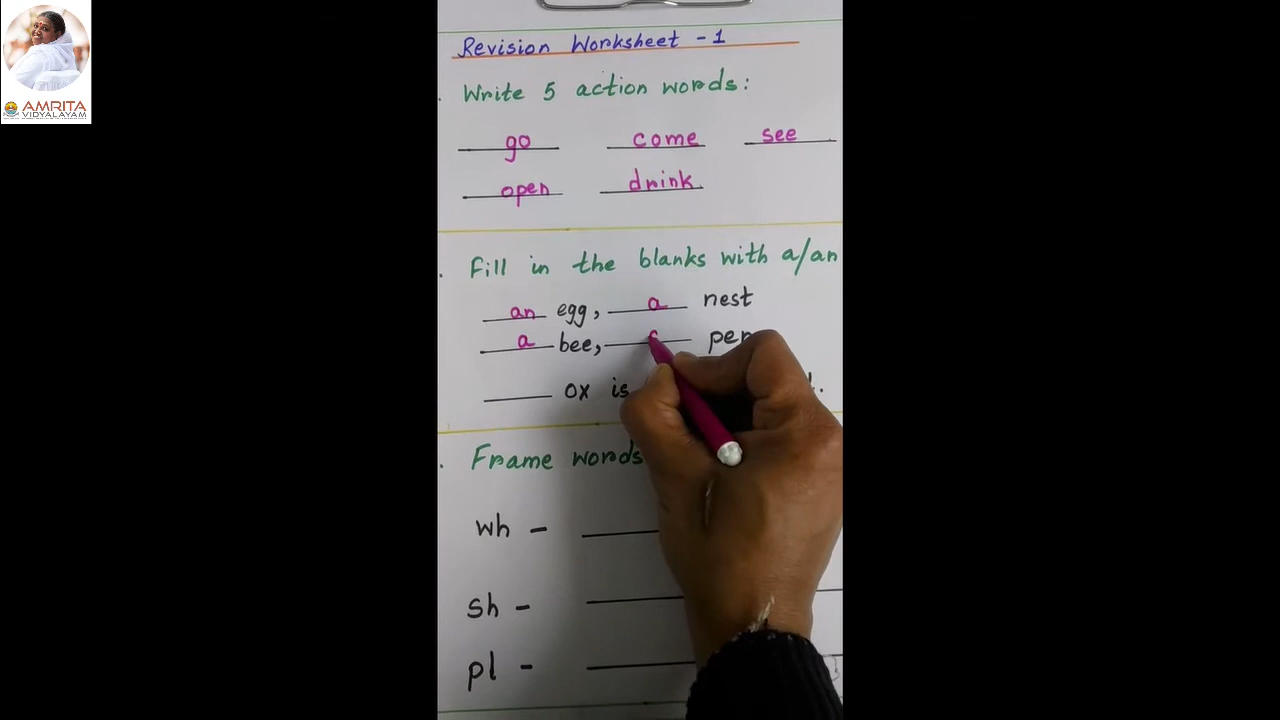 AMRITA
VIDYALAYAM
Revision Worksheet - 1
Write 5 action words:
go come see
open drink
Fill in the blanks with a/an
an egg, a nest
a bee,
ox is
Frame words
wh -
sh -
pl -